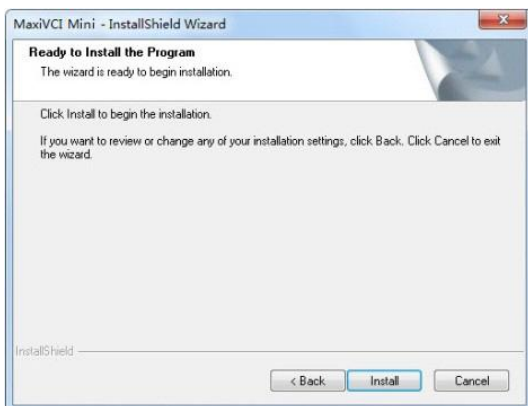 MaxiVCI Mini - InstallShield Wizard
Ready to Install the Program
The wizard is ready to begin installation.
Click Install to begin the installation.
If you want to review or change any of your installation settings, click Back. Click Cancel to exit
the wizard.
InstallShield
< Back
Install
Cancel